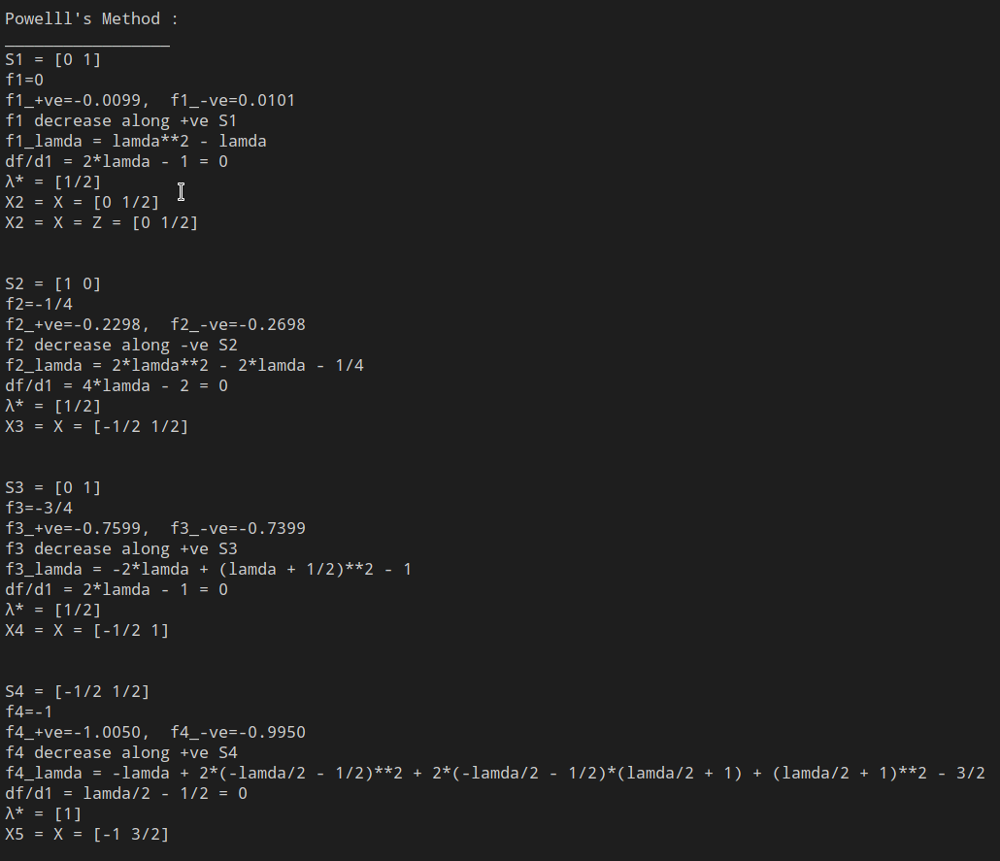 Powelll's Method :
_________________
S1 = [0 1]
f1=0
f1_+ve=-0.0099,  f1_-ve=0.0101
f1 decrease along +ve S1
f1_lamda = lamda**2 - lamda
df/d1 = 2*lamda - 1 = 0
λ* = [1/2]
X2 = X = [0 1/2]
X2 = X = Z = [0 1/2]
S2 = [1 0]
f2=-1/4
f2_+ve=-0.2298,  f2_-ve=-0.2698
f2 decrease along -ve S2
f2_lamda = 2*lamda**2 - 2*lamda - 1/4
df/d1 = 4*lamda - 2 = 0
λ* = [1/2]
X3 = X = [-1/2 1/2]
S3 = [0 1]
f3=-3/4
f3_+ve=-0.7599,  f3_-ve=-0.7399
f3 decrease along +ve S3
f3_lamda = -2*lamda + (lamda + 1/2)**2 - 1
df/d1 = 2*lamda - 1 = 0
λ* = [1/2]
X4 = X = [-1/2 1]
S4 = [-1/2 1/2]
f4=-1
f4_+ve=-1.0050,  f4_-ve=-0.9950
f4 decrease along +ve S4
f4_lamda = -lamda + 2*(-lamda/2 - 1/2)**2 + 2*(-lamda/2 - 1/2)*(lamda/2 + 1) + (lamda/2 + 1)**2 - 3/2
df/d1 = lamda/2 - 1/2 = 0
λ* = [1]
X5 = X = [-1 3/2]